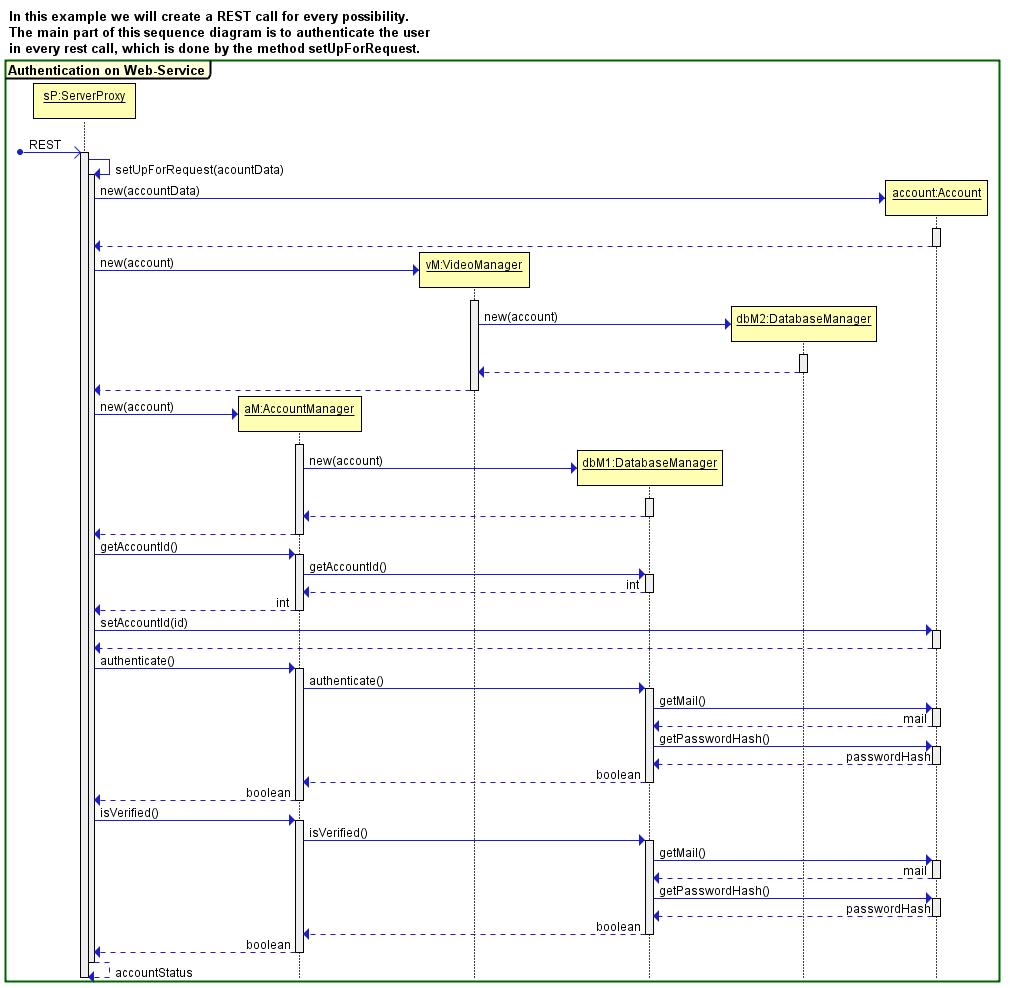 In this example we will create a REST call for every possibility.
The main part of this sequence diagram is to authenticate the user
in every rest call, which is done by the method setUpForRequest.
Authentication on Web-Service
sP:ServerProxy
REST
setUpForRequest(acountData)
new(accountData)
account:Account
new(account)
vM:VideoManager
new(account)
dbM2:DatabaseManager
new(account)
aM:AccountManager
new(account)
dbM1:DatabaseManager
getAccountId()
getAccountId()
int
int
setAccountId(id)
authenticate()
authenticate()
getMail()
mail
getPasswordHash()
passwordHash
boolean
boolean
isVerified()
isVerified()
getMail()
mail
getPasswordHash()
passwordHash
boolean
boolean
accountStatus